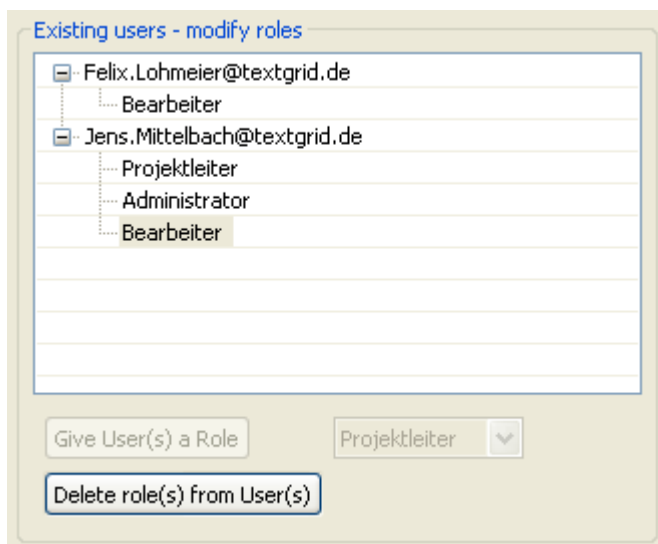 Existing users - modify roles
Felix.Lohmeier@textgrid.de
Bearbeiter
Jens.Mittelbach@textgrid.de
Projektleiter
Administrator
Bearbeiter
Give User(s) a Role Projektleiter
Delete role(s) from User(s)